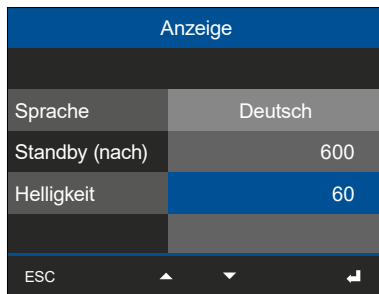 Anzeige
Sprache Deutsch
Standby (nach) 600
Helligkeit 60
ESC